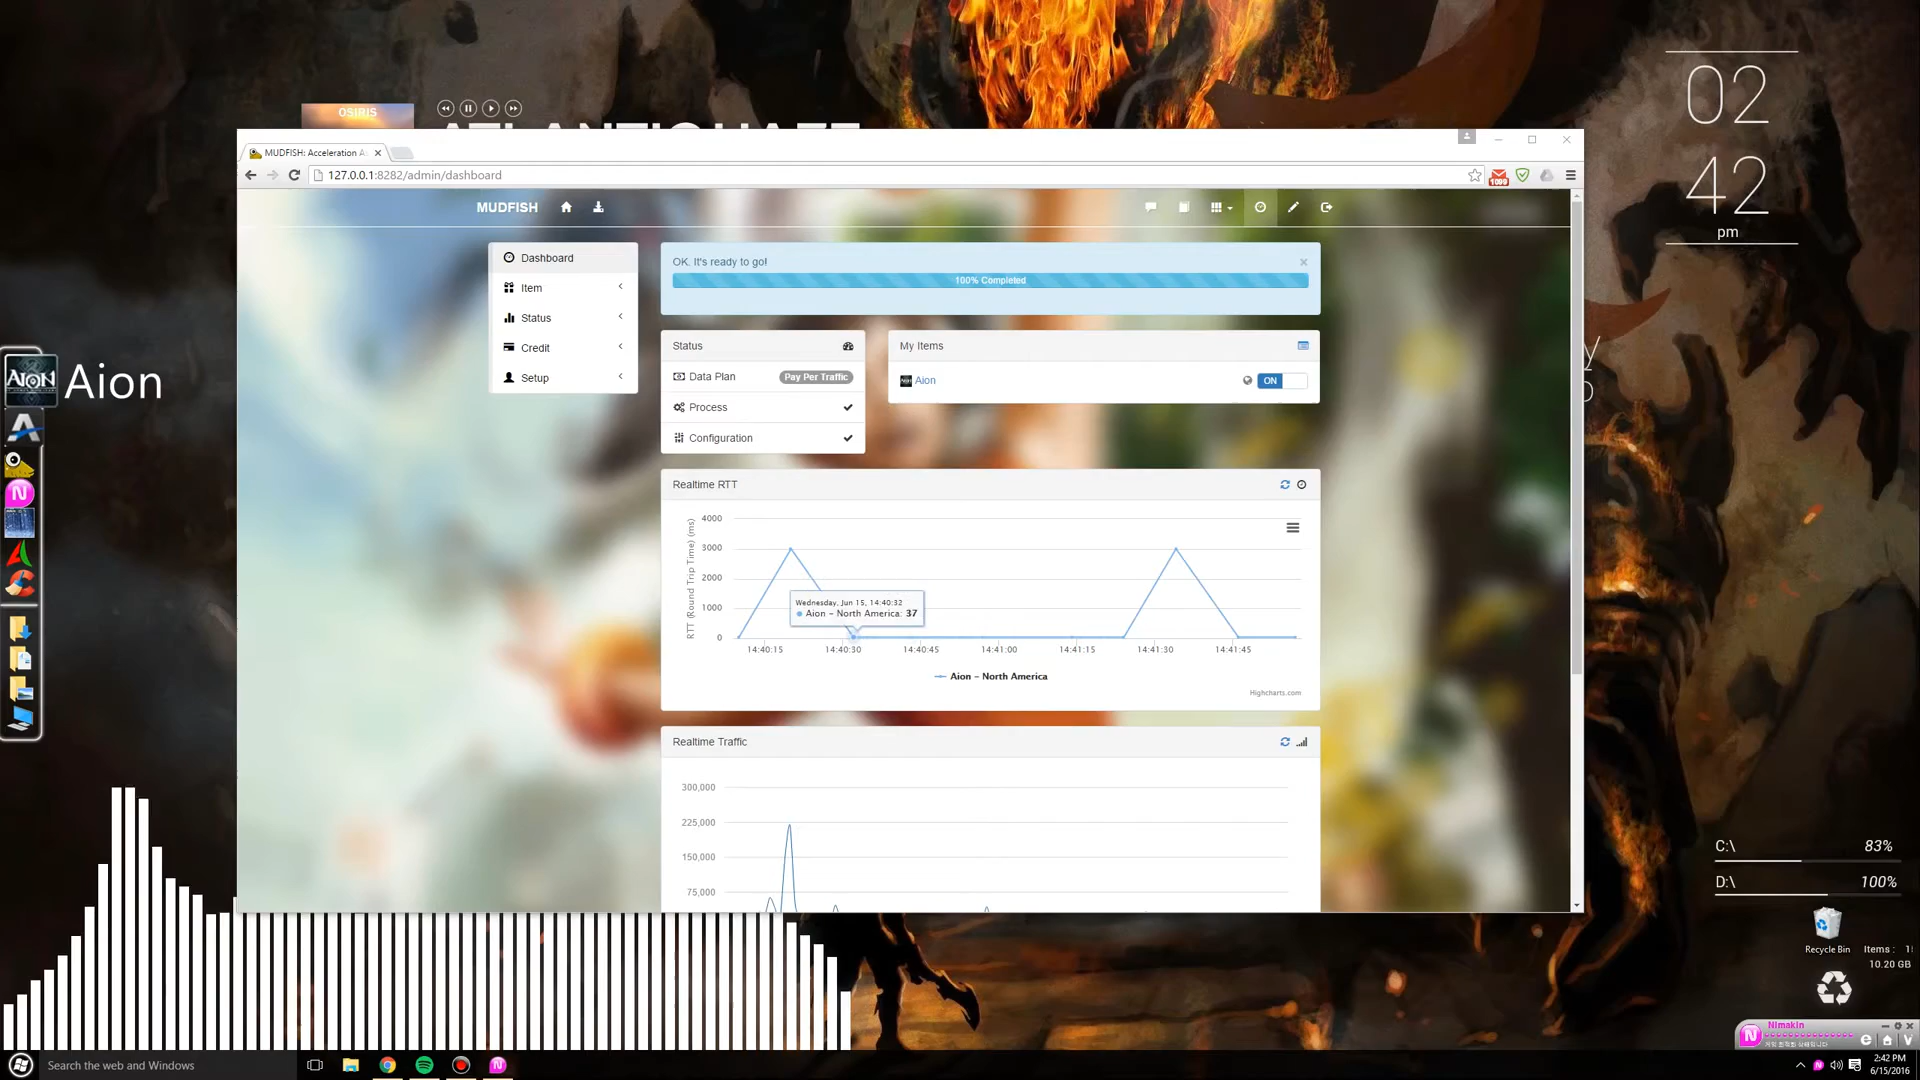 02
42
pm
OSIRIS
MUDFISH: Acceleration A
127.0.0.1:8282/admin/dashboard
1099
MUDFISH
Dashboard
Item
Status
Credit
Setup
OK. It's ready to go!
100% Completed
Status
Data Plan
Pay Per Traffic
Process
Configuration
My Items
Aion
ON
AION
Aion
Realtime RTT
RTT (Round Trip Time) (ms)
4000
3000
2000
1000
0
Wednesday, Jun 15, 14:40:32
Aion – North America: 37
14:40:15
14:40:30
14:40:45
14:41:00
14:41:15
14:41:30
14:41:45
Aion – North America
Highcharts.com
Realtime Traffic
300,000
225,000
150,000
75,000
C:\ 83%
D:\ 100%
Recycle Bin
Items :
10.20 GB
Nimakin
Search the web and Windows
2:42 PM
6/15/2016